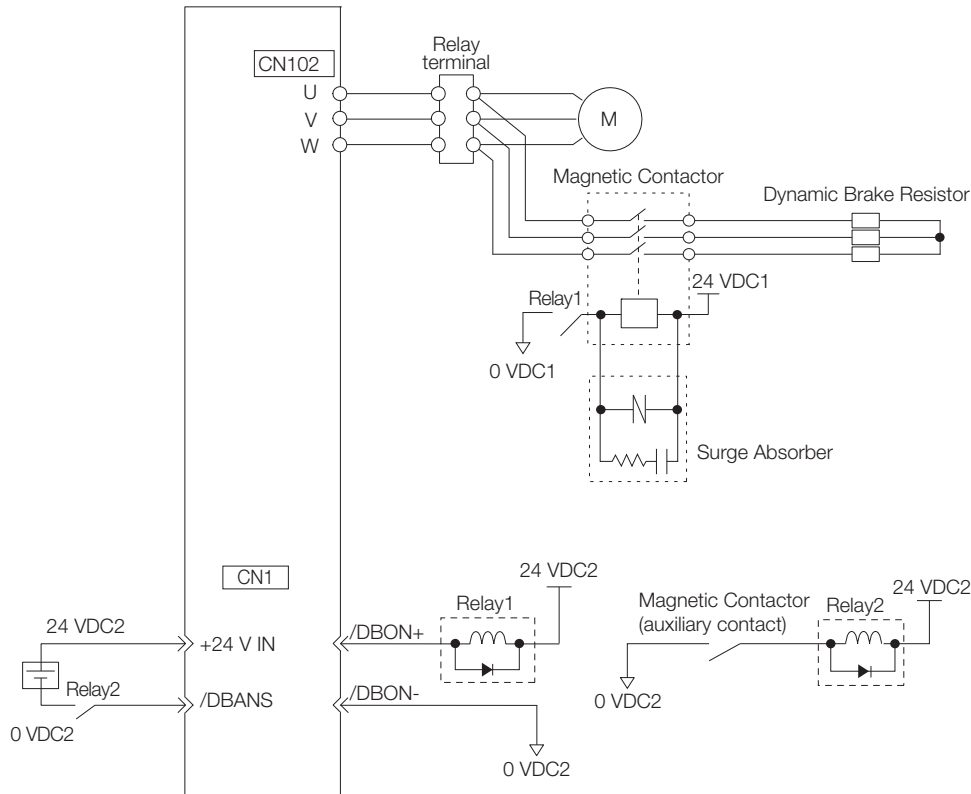 Relay
terminal
CN102
U
V
W
M
Magnetic Contactor
Dynamic Brake Resistor
24 VDC1
Relay1
0 VDC1
Surge Absorber
CN1
24 VDC2
+24 V IN
Relay2
/DBANS
0 VDC2
/DBON+
Relay1
24 VDC2
/DBON-
0 VDC2
Magnetic Contactor
(auxiliary contact)
Relay2
24 VDC2
0 VDC2